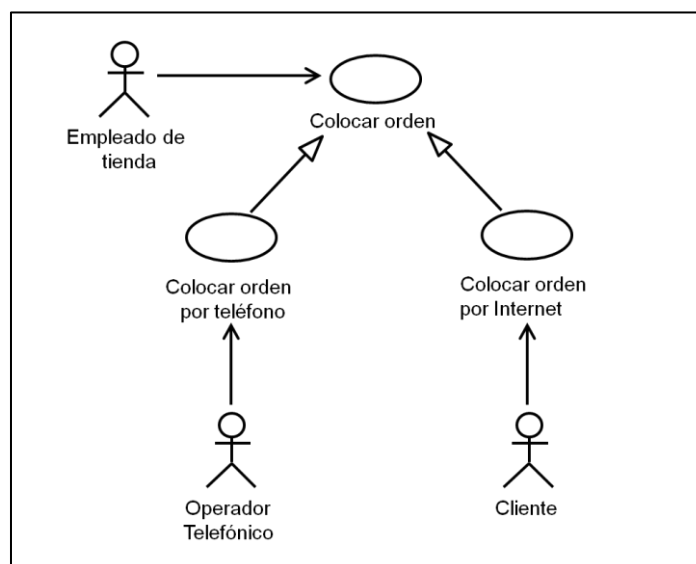 Empleado de
tienda
Colocar orden
Colocar orden
por teléfono
Colocar orden
por Internet
Operador
Telefónico
Cliente